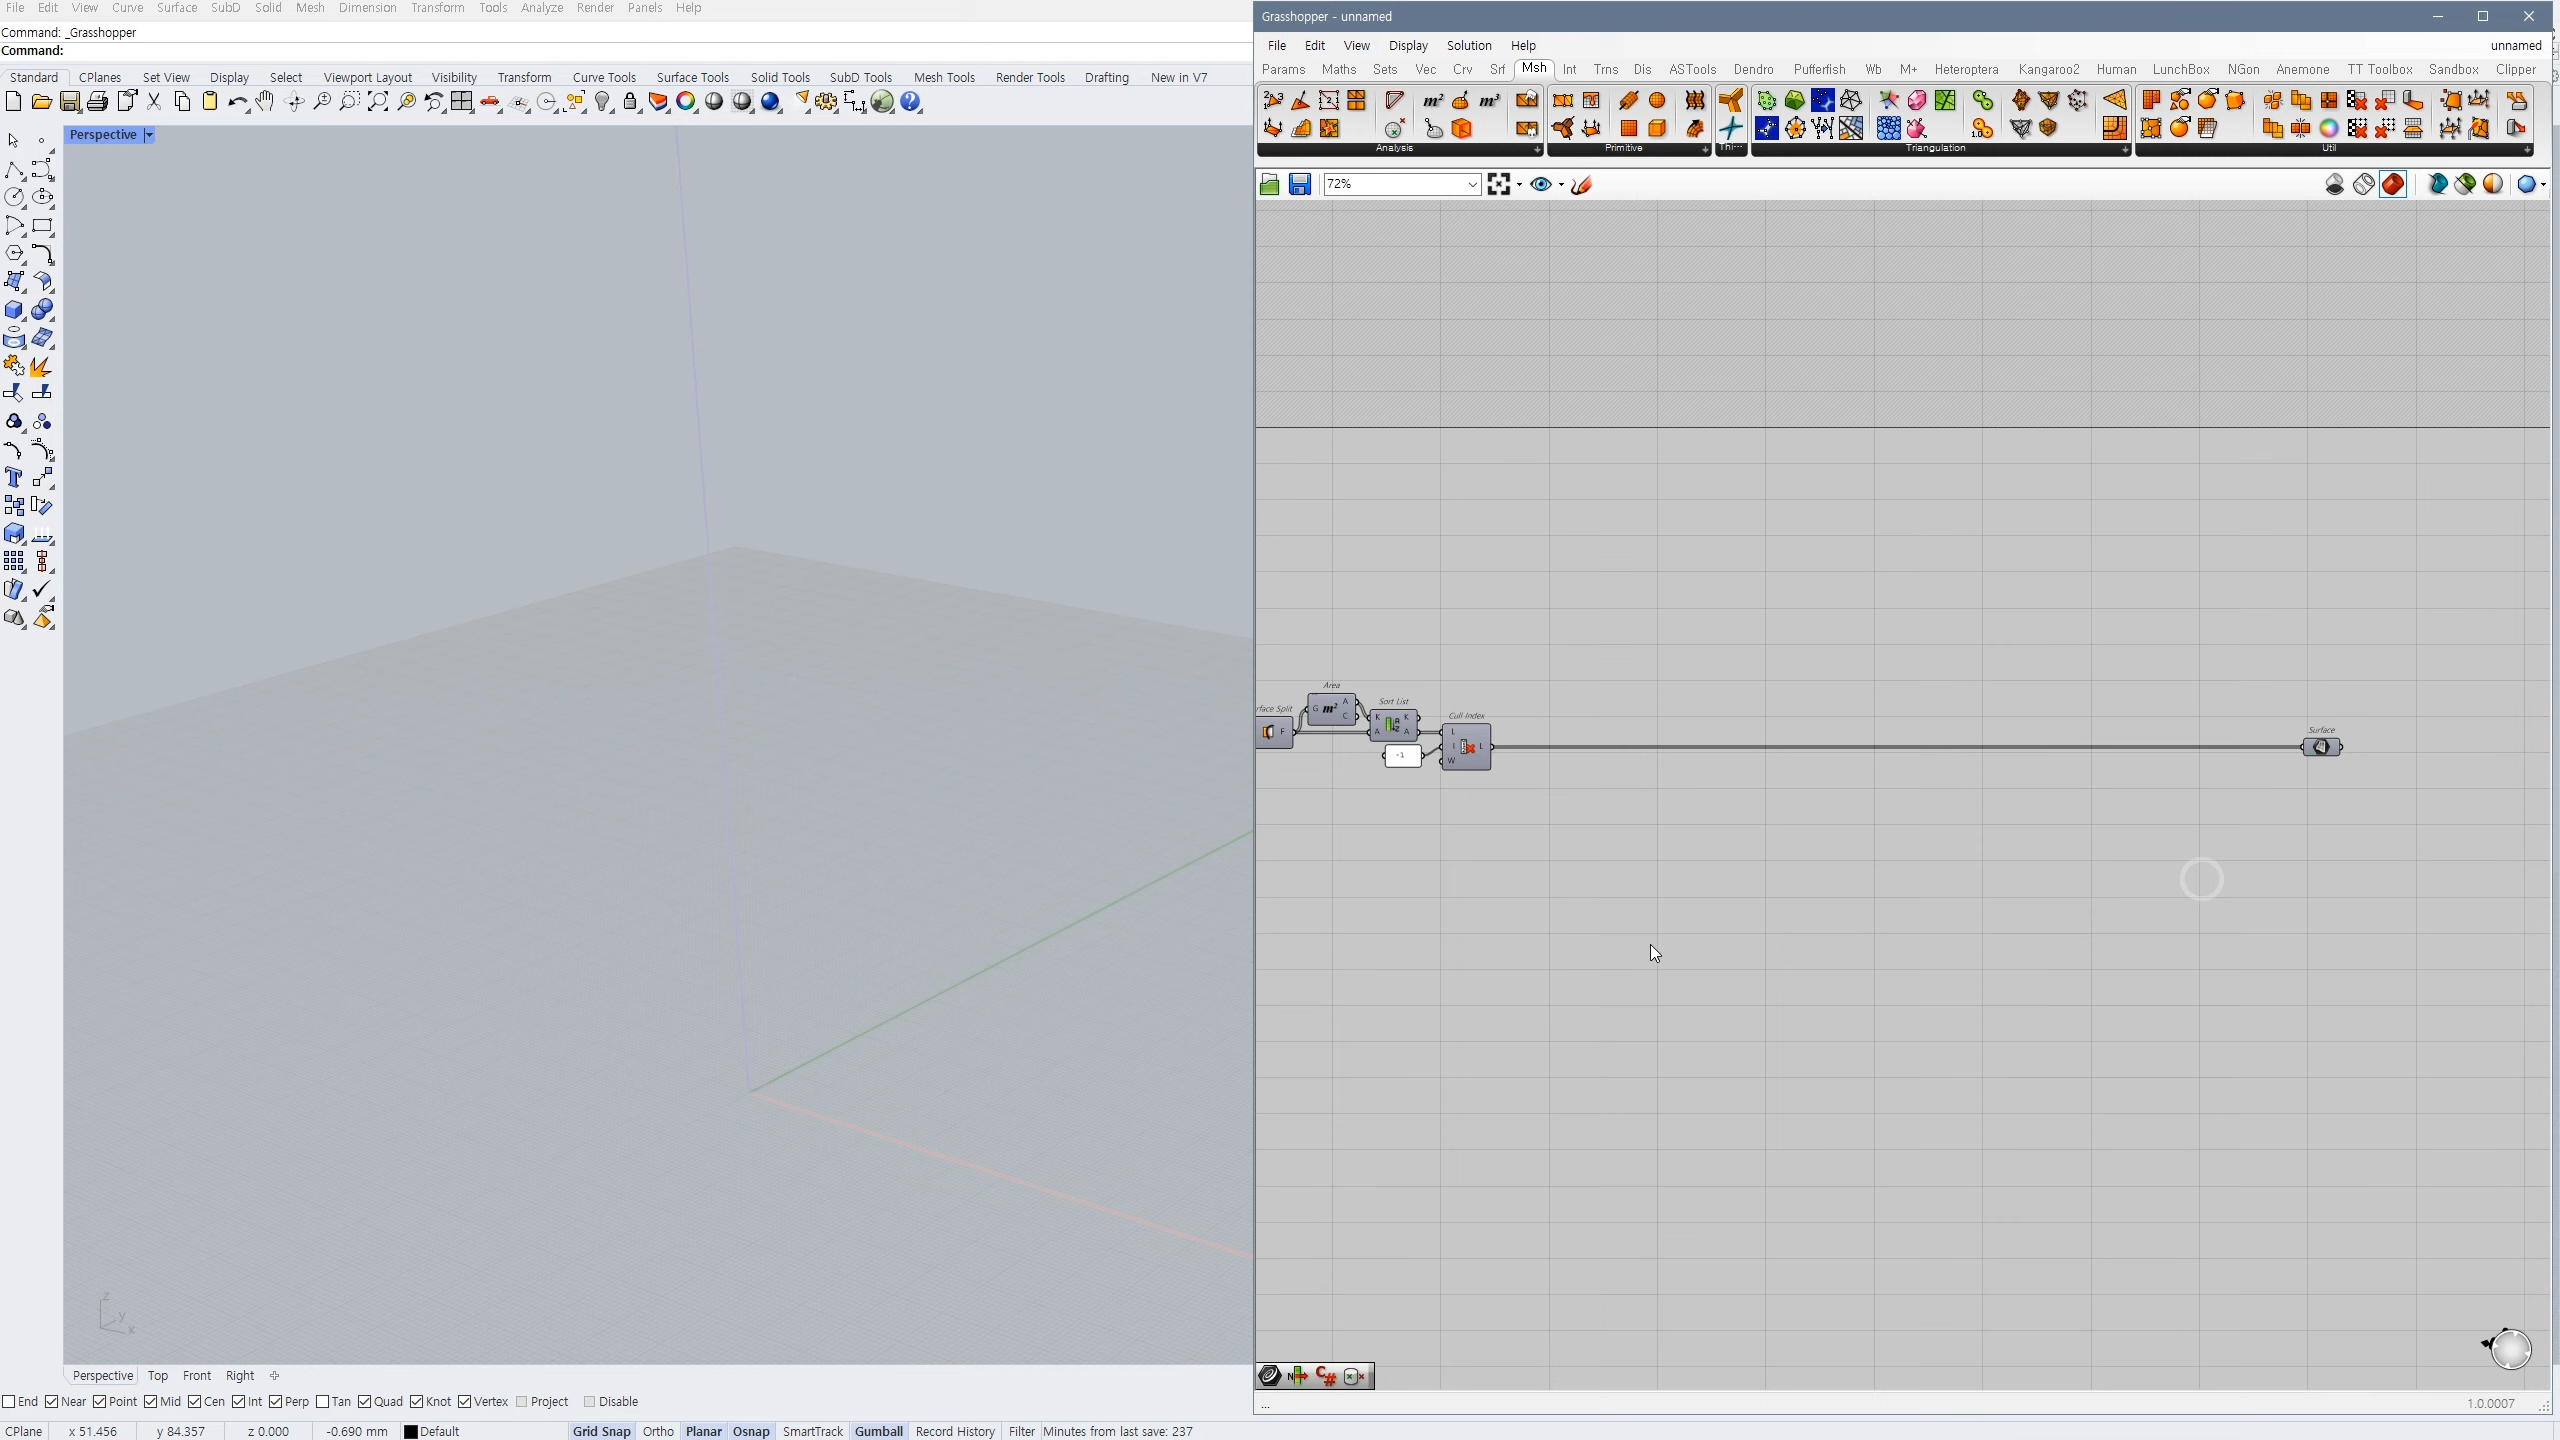 File Edit View Curve Surface SubD Solid Mesh Dimension Transform Tools Analyze Render Panels Help
Command: _Grasshopper
Command:
Standard CPlanes Set View Display Select Viewport Layout Visibility Transform Curve Tools Surface Tools Solid Tools SubD Tools Mesh Tools Render Tools Drafting New in V7
Perspective
Grasshopper - unnamed
File Edit View Display Solution Help unnamed
Params Maths Sets Vec Crv Srf Msh Int Trns Dis ASTools Dendro Pufferfish Wb M+ Heteroptera Kangaroo2 Human LunchBox NGon Anemone TT Toolbox Sandbox Clipper
Analysis Primitive Thi... Triangulation Util
72%
Area
rface Split Sort List
Cull Index
G m² A C
F
K A K A
-1
L I W L
Surface
z y x
Perspective Top Front Right
End Near Point Mid Cen Int Perp Tan Quad Knot Vertex Project Disable
...
1.0.0007
CPlane x 51.456 y 84.357 z 0.000 -0.690 mm Default Grid Snap Ortho Planar Osnap SmartTrack Gumball Record History Filter Minutes from last save: 237